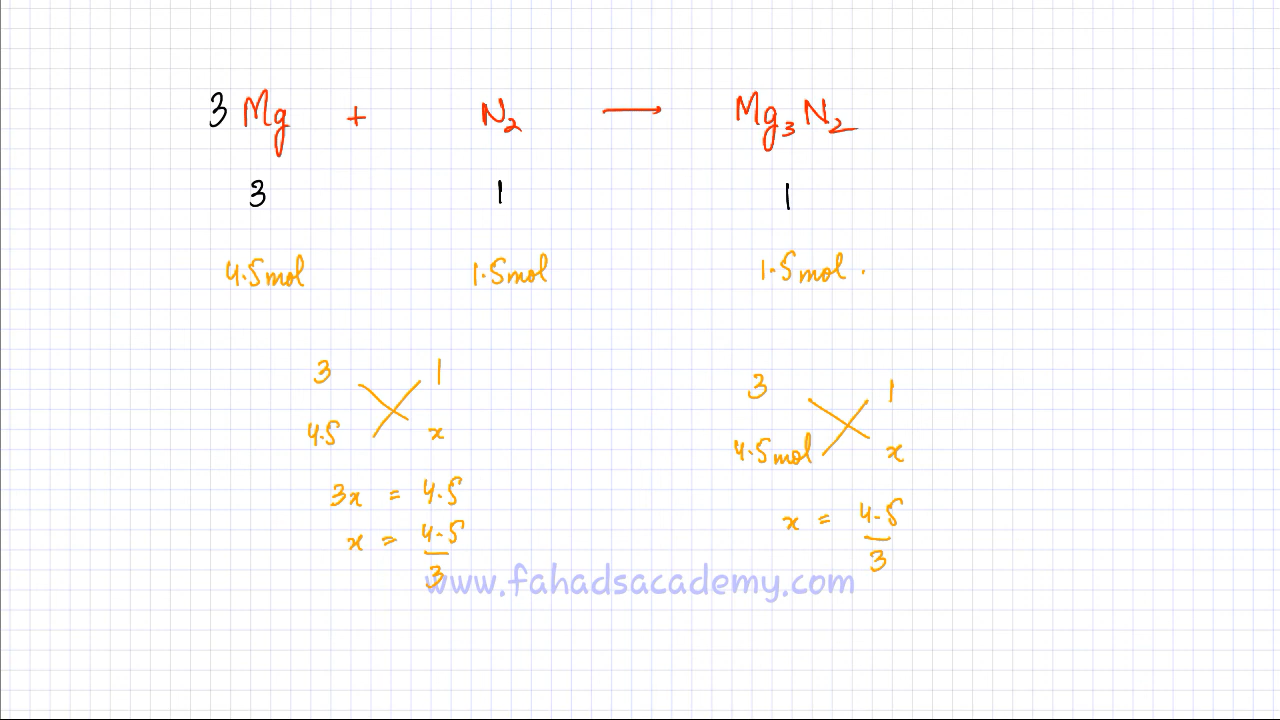 3 Mg + N₂ → Mg₃N₂
3 1 1
4.5mol 1.5mol 1.5mol.
3 1
4.5 x
3x = 4.5
x = 4.5/3
3 1
4.5mol x
x = 4.5/3
www.fahadsacademy.com